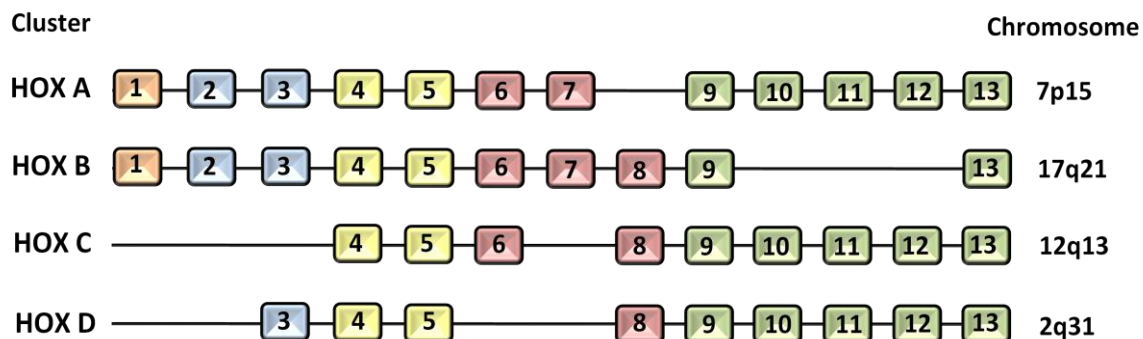 Cluster Chromosome
HOX A 1 2 3 4 5 6 7 9 10 11 12 13 7p15
HOX B 1 2 3 4 5 6 7 8 9 13 17q21
HOX C 4 5 6 8 9 10 11 12 13 12q13
HOX D 3 4 5 8 9 10 11 12 13 2q31